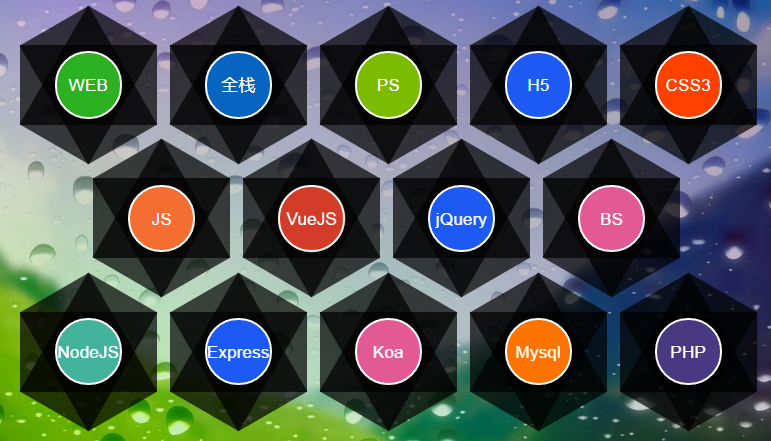 WEB
全栈
PS
H5
CSS3
JS
VueJS
jQuery
BS
NodeJS
Express
Koa
Mysql
PHP